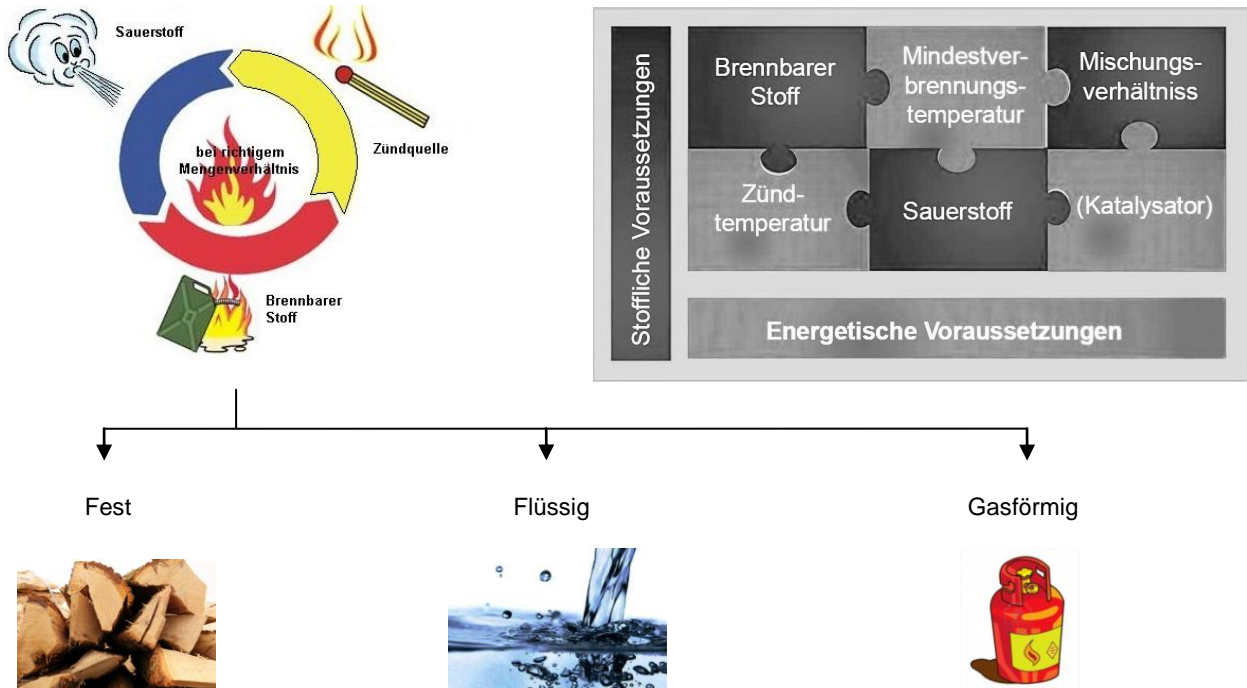 Sauerstoff
Zündquelle
bei richtigem
Mengenverhältnis
Brennbarer
Stoff
Stoffliche Voraussetzungen
Brennbarer
Stoff
Mindestver-
brennungs-
temperatur
Mischungs-
verhältniss
Zünd-
temperatur
Sauerstoff
(Katalysator)
Energetische Voraussetzungen
Fest
Flüssig
Gasförmig